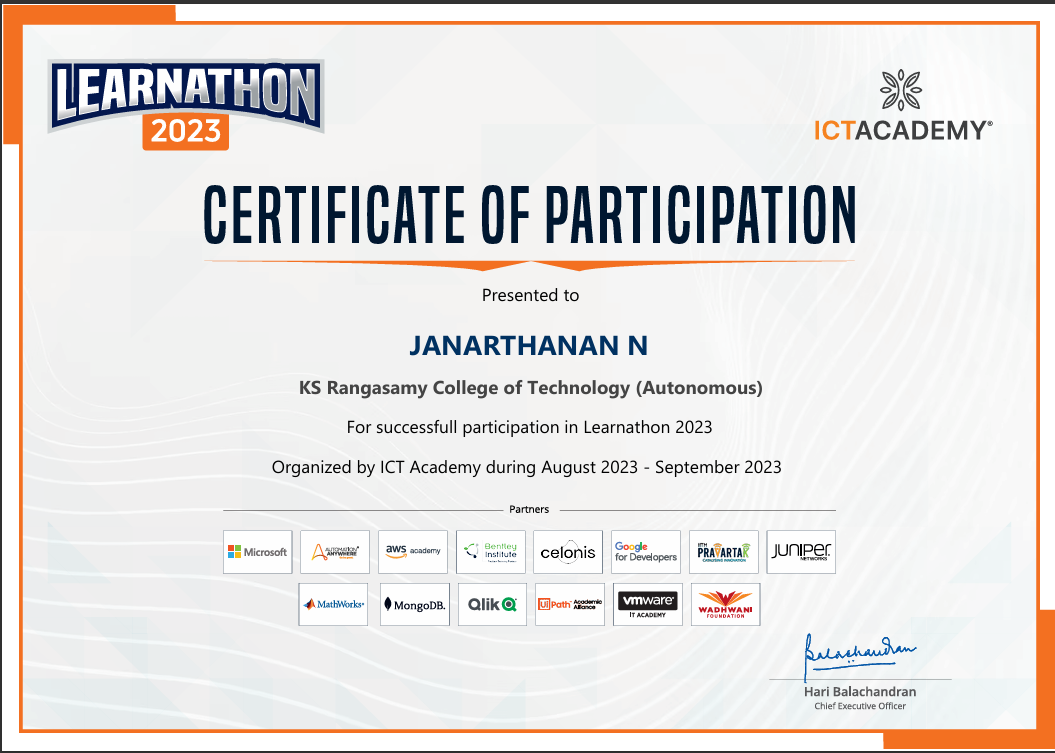 LEARNATHON
2023
ICTACADEMY®
CERTIFICATE OF PARTICIPATION
Presented to
JANARTHANAN N
KS Rangasamy College of Technology (Autonomous)
For successfull participation in Learnathon 2023
Organized by ICT Academy during August 2023 - September 2023
Partners
Microsoft
AUTOMATION ANYWHERE
aws academy
Bentley Institute
celonis
Google for Developers
PRAVARTAK
CATALYSING INNOVATION
JUNIPER NETWORKS
MathWorks
MongoDB.
Qlik
UiPath Academic Alliance
vmware
IT ACADEMY
WADHWANI FOUNDATION
Balachandran
Hari Balachandran
Chief Executive Officer